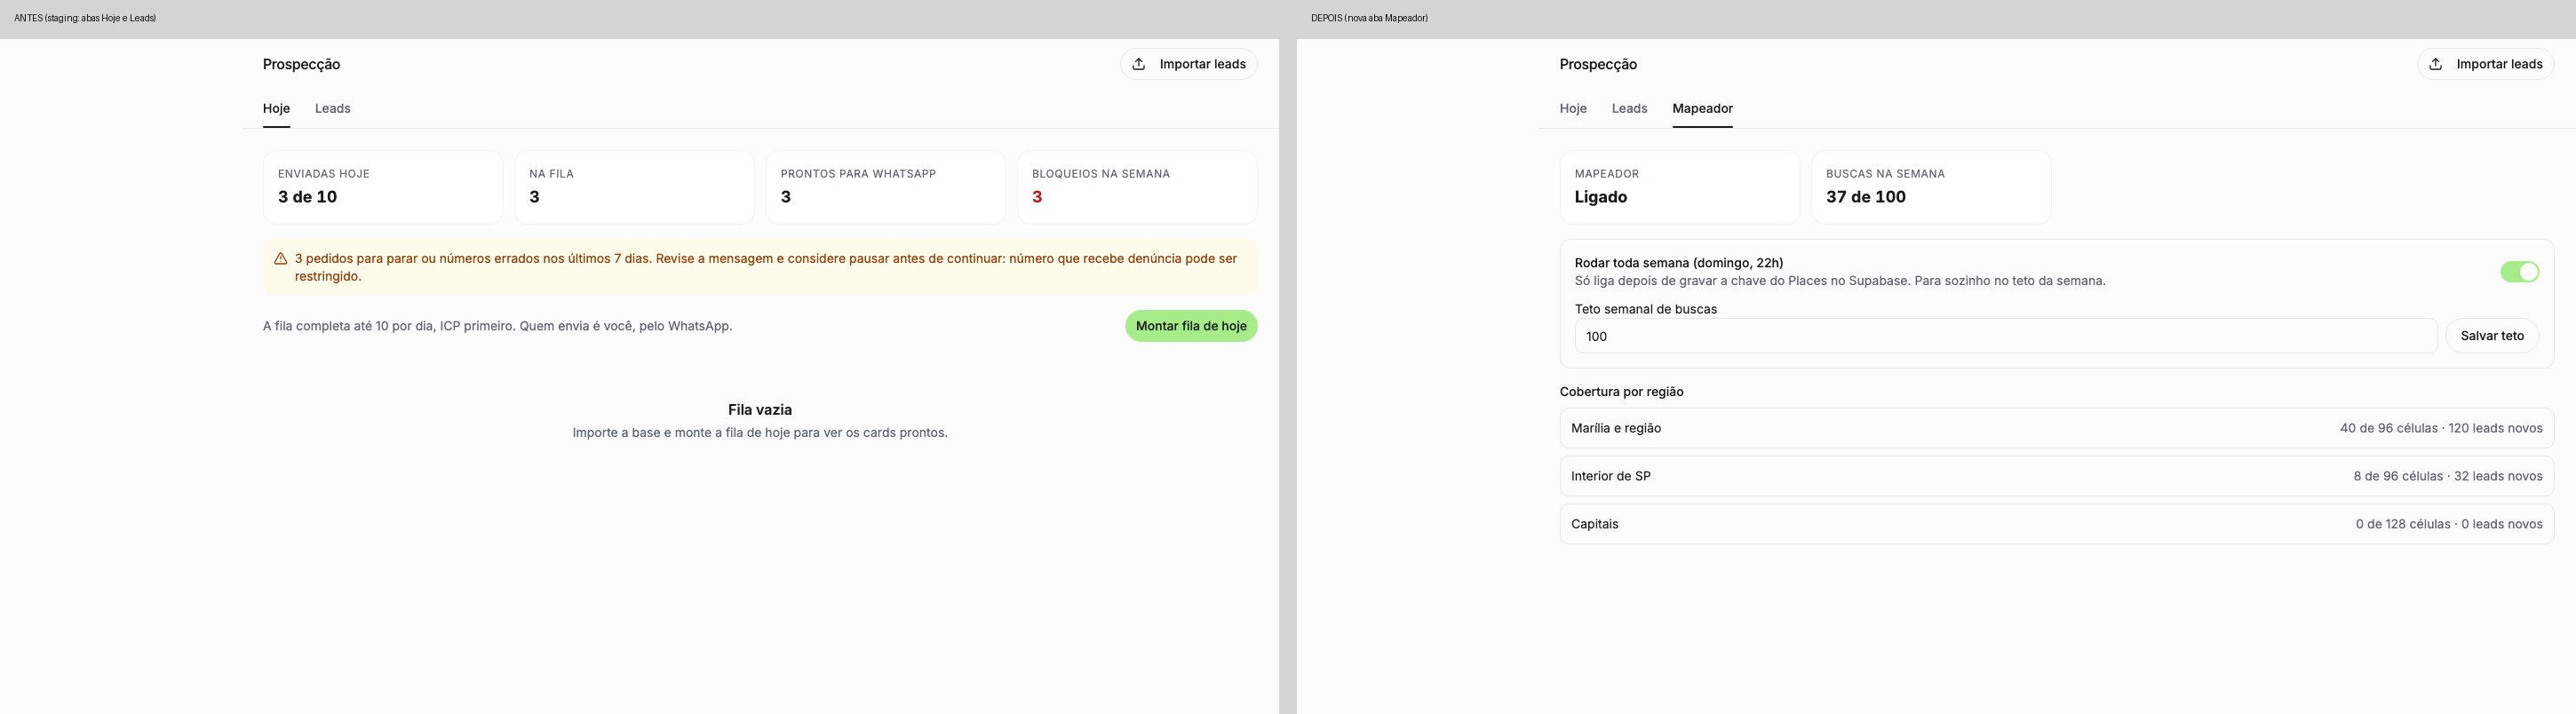 ANTES (staging: abas Hoje e Leads)
Prospecção
Importar leads
Hoje
Leads
ENVIADAS HOJE
3 de 10
NA FILA
3
PRONTOS PARA WHATSAPP
3
BLOQUEIOS NA SEMANA
3
3 pedidos para parar ou números errados nos últimos 7 dias. Revise a mensagem e considere pausar antes de continuar: número que recebe denúncia pode ser
restringido.
A fila completa até 10 por dia, ICP primeiro. Quem envia é você, pelo WhatsApp.
Montar fila de hoje
Fila vazia
Importe a base e monte a fila de hoje para ver os cards prontos.
DEPOIS (nova aba Mapeador)
Prospecção
Importar leads
Hoje
Leads
Mapeador
MAPEADOR
Ligado
BUSCAS NA SEMANA
37 de 100
Rodar toda semana (domingo, 22h)
Só liga depois de gravar a chave do Places no Supabase. Para sozinho no teto da semana.
Teto semanal de buscas
100
Salvar teto
Cobertura por região
Marília e região
40 de 96 células · 120 leads novos
Interior de SP
8 de 96 células · 32 leads novos
Capitais
0 de 128 células · 0 leads novos